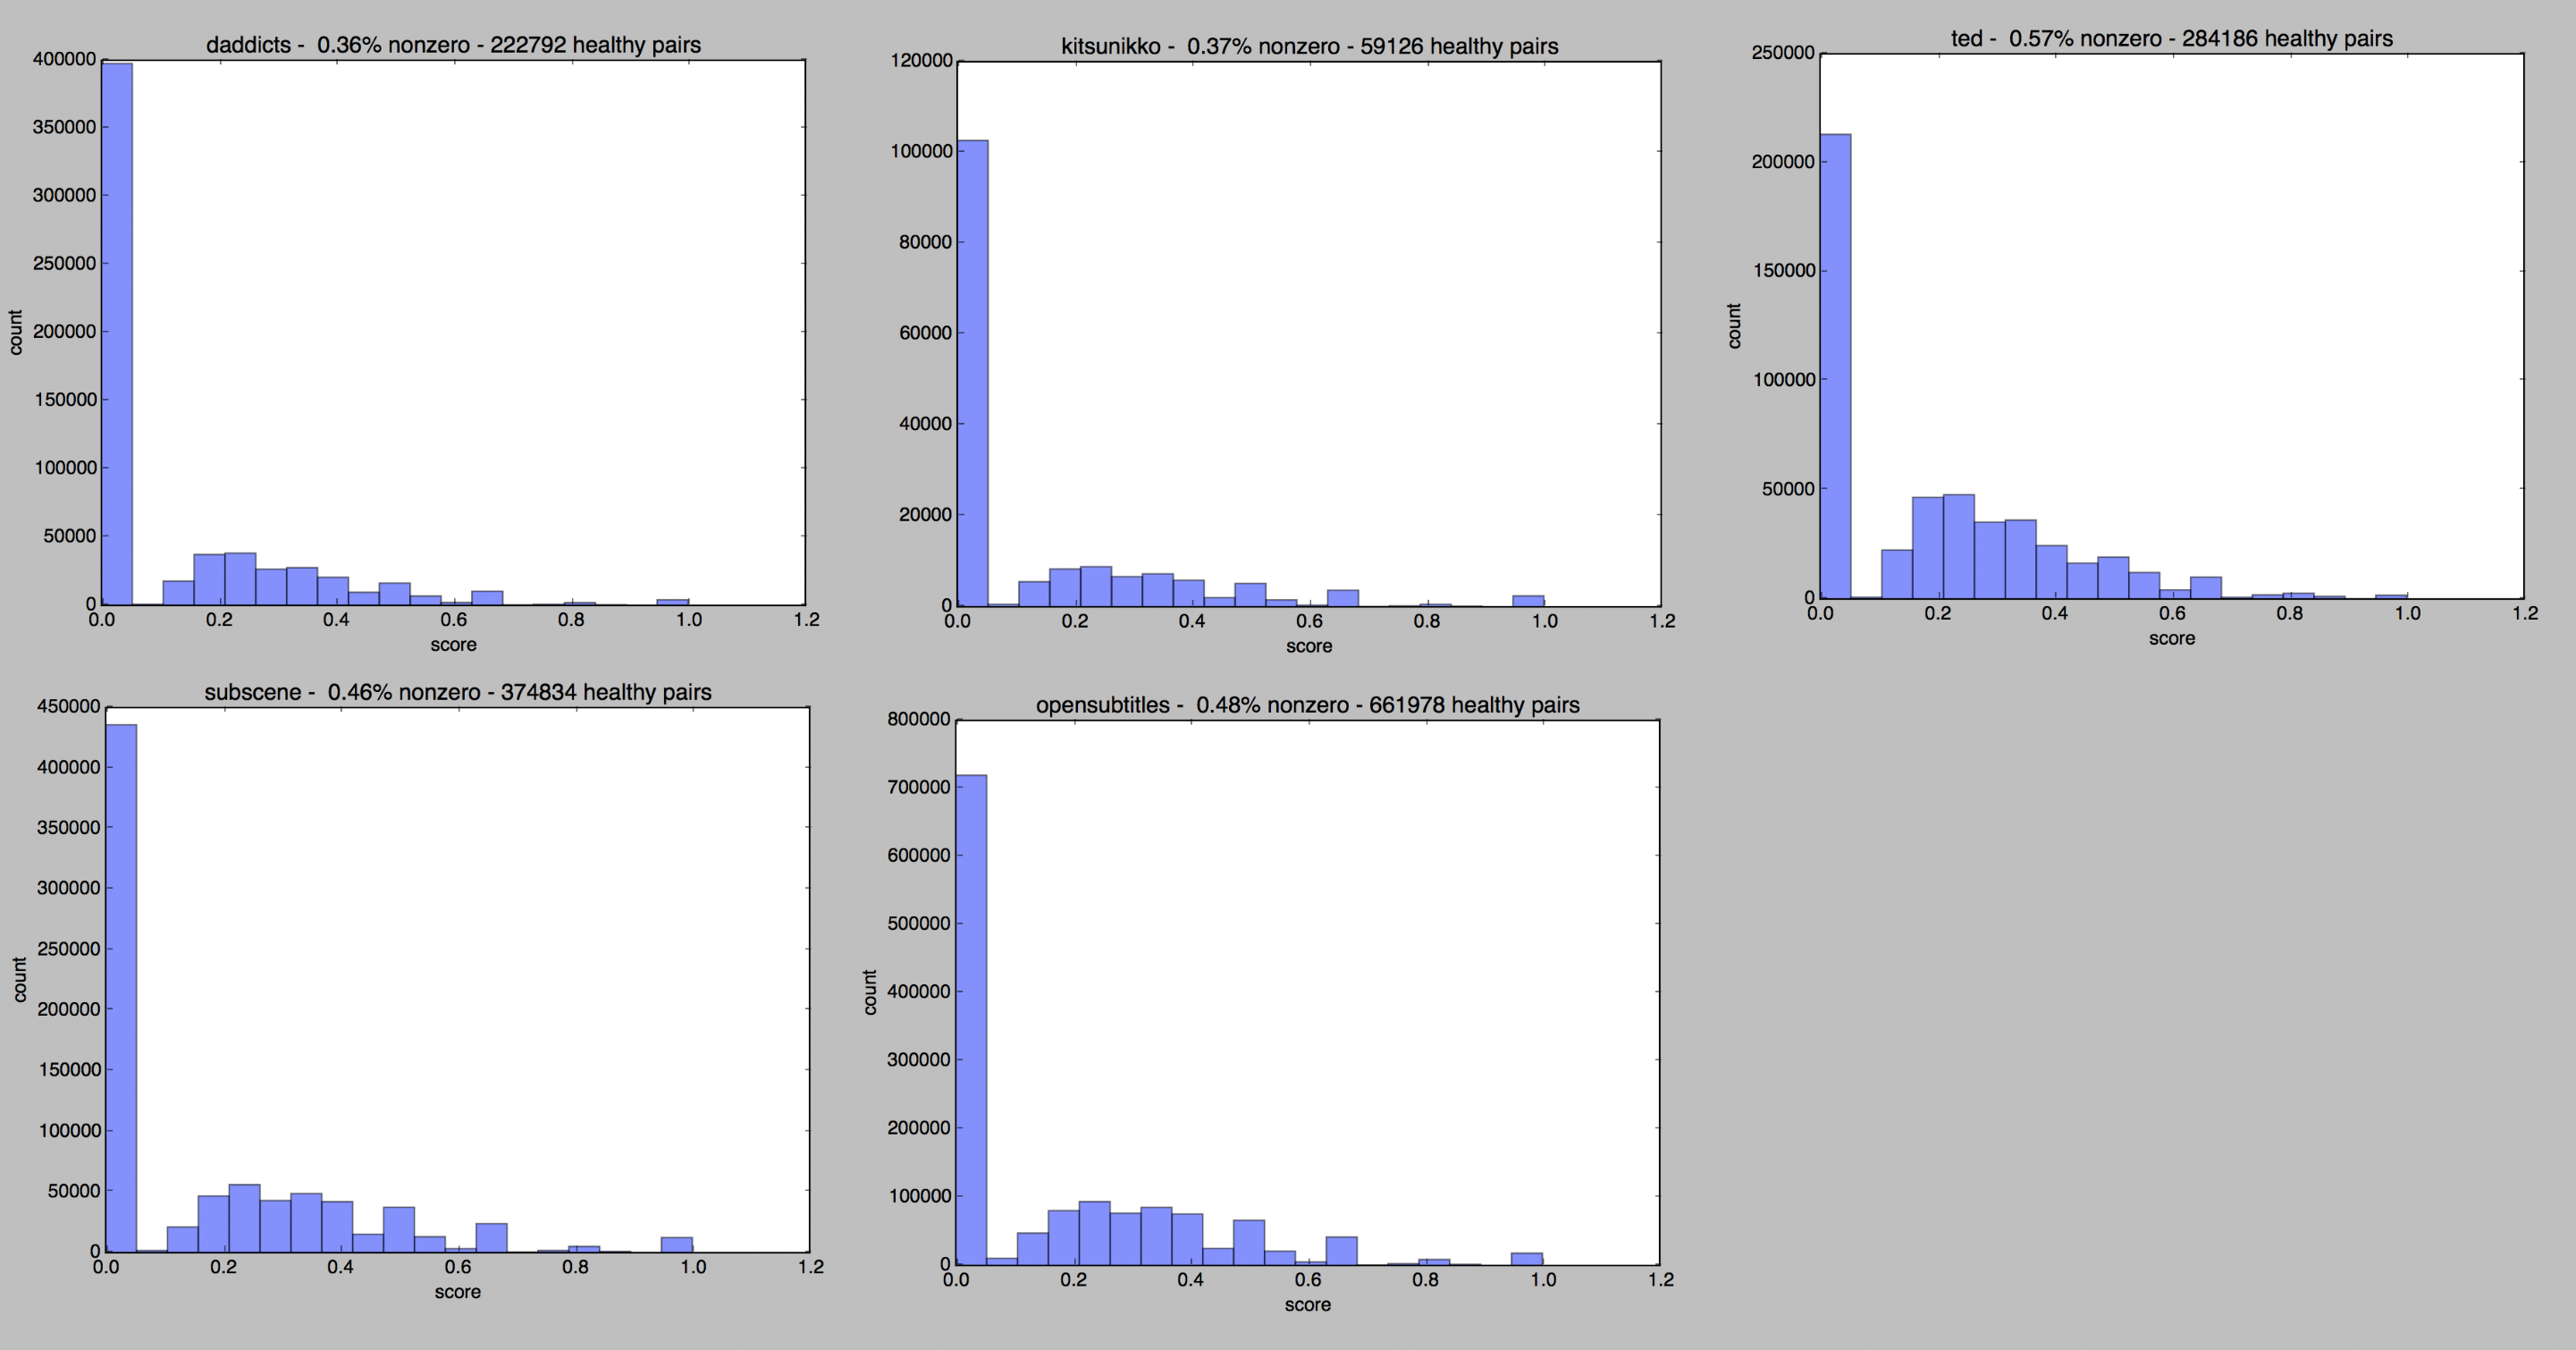 daddicts - 0.36% nonzero - 222792 healthy pairs
400000
350000
300000
250000
200000
150000
100000
50000
0
count
0.0 0.2 0.4 0.6 0.8 1.0 1.2
score
kitsunikko - 0.37% nonzero - 59126 healthy pairs
120000
100000
80000
60000
40000
20000
0
0.0 0.2 0.4 0.6 0.8 1.0 1.2
score
ted - 0.57% nonzero - 284186 healthy pairs
250000
200000
150000
100000
50000
0
count
0.0 0.2 0.4 0.6 0.8 1.0 1.2
score
subscene - 0.46% nonzero - 374834 healthy pairs
450000
400000
350000
300000
250000
200000
150000
100000
50000
0
count
0.0 0.2 0.4 0.6 0.8 1.0 1.2
score
opensubtitles - 0.48% nonzero - 661978 healthy pairs
800000
700000
600000
500000
400000
300000
200000
100000
0
count
0.0 0.2 0.4 0.6 0.8 1.0 1.2
score